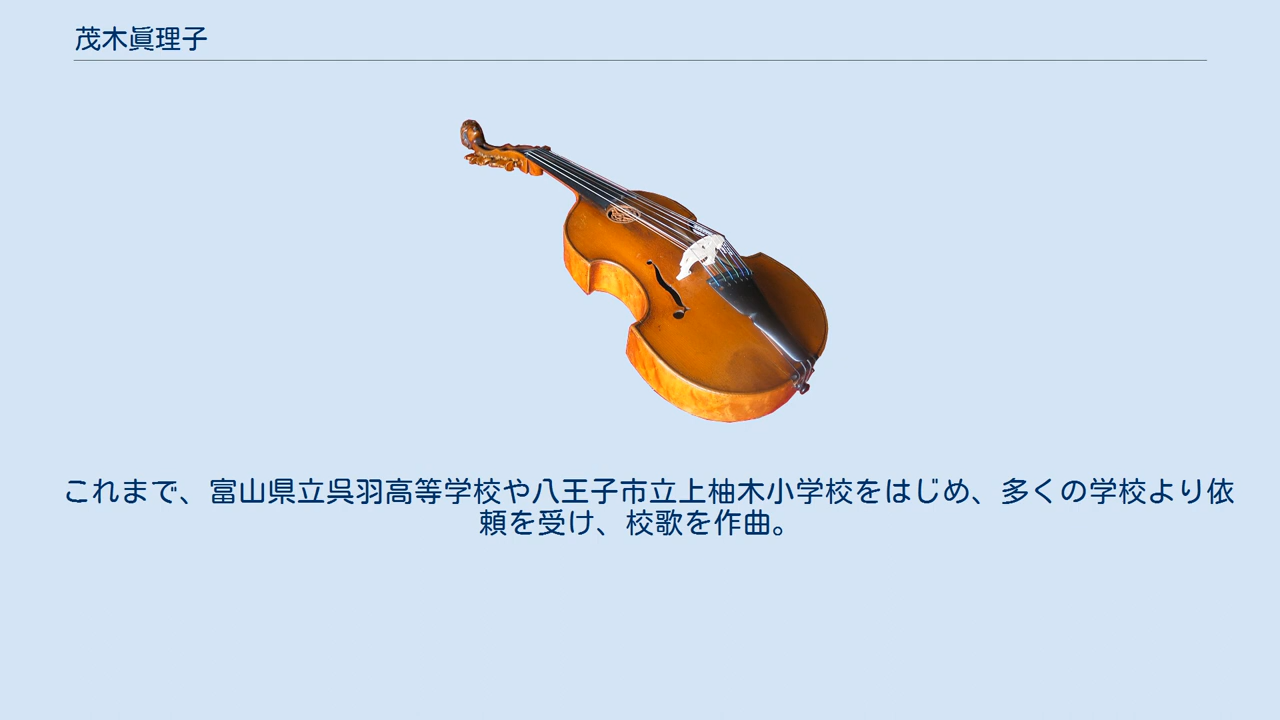 茂木眞理子
これまで、富山県立呉羽高等学校や八王子市立上柚木小学校をはじめ、多くの学校より依
頼を受け、校歌を作曲。